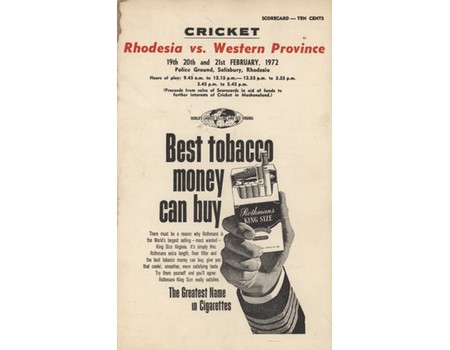 SCORECARD — TEN CENTS
CRICKET
Rhodesia vs. Western Province
19th 20th and 21st FEBRUARY, 1972
Police Ground, Salisbury, Rhodesia
Hours of play: 9.45 a.m. to 12.15 p.m.— 12.55 p.m. to 3.25 p.m.
3.45 p.m. to 5.45 p.m.
(Proceeds from sales of Scorecards in aid of funds to
further interests of Cricket in Mashonaland.)
Best tobacco
money
can buy
Rothman's
KING SIZE
There must be a reason why Rothmans is
the World's largest selling – most wanted –
King Size Virginia. It's simply this:
Rothmans extra length, finer filter and
the best tobacco money can buy, give you
that cooler, smoother, more satisfying taste.
Try them yourself and you'll agree:
Rothmans King Size really satisfies.
The Greatest Name
in Cigarettes